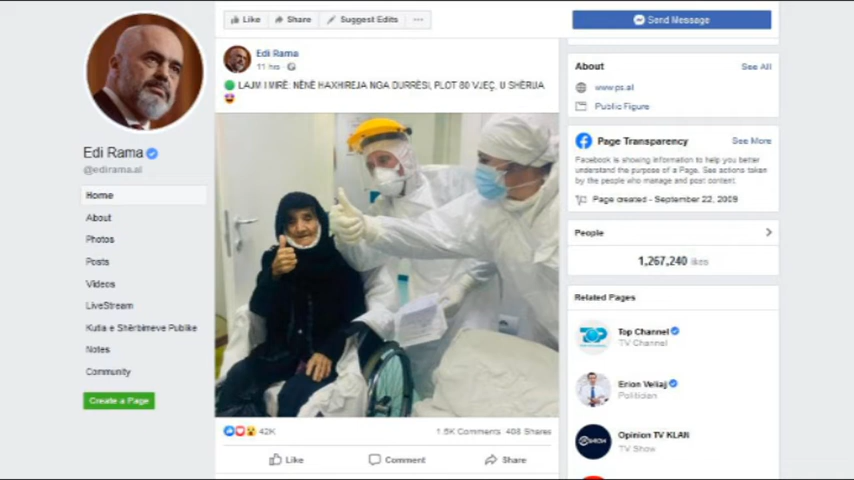 Like
Share
Suggest Edits
Send Message
Edi Rama
11 hrs
LAJM I MIRË: NËNË HAXHIREJA NGA DURRËSI, PLOT 80 VJEÇ, U SHËRUA
Edi Rama
@edirama.al
Home
About
Photos
Posts
Videos
LiveStream
Kutia e Shërbimeve Publike
Notes
Community
Create a Page
42K
1.5K Comments 408 Shares
Like
Comment
Share
About
See All
www.ps.al
Public Figure
Page Transparency
See More
Facebook is showing information to help you better
understand the purpose of a Page. See actions taken
by the people who manage and post content.
Page created - September 22, 2009
People
1,267,240 likes
Related Pages
Top Channel
TV Channel
Erion Veliaj
Politician
Opinion TV KLAN
TV Show